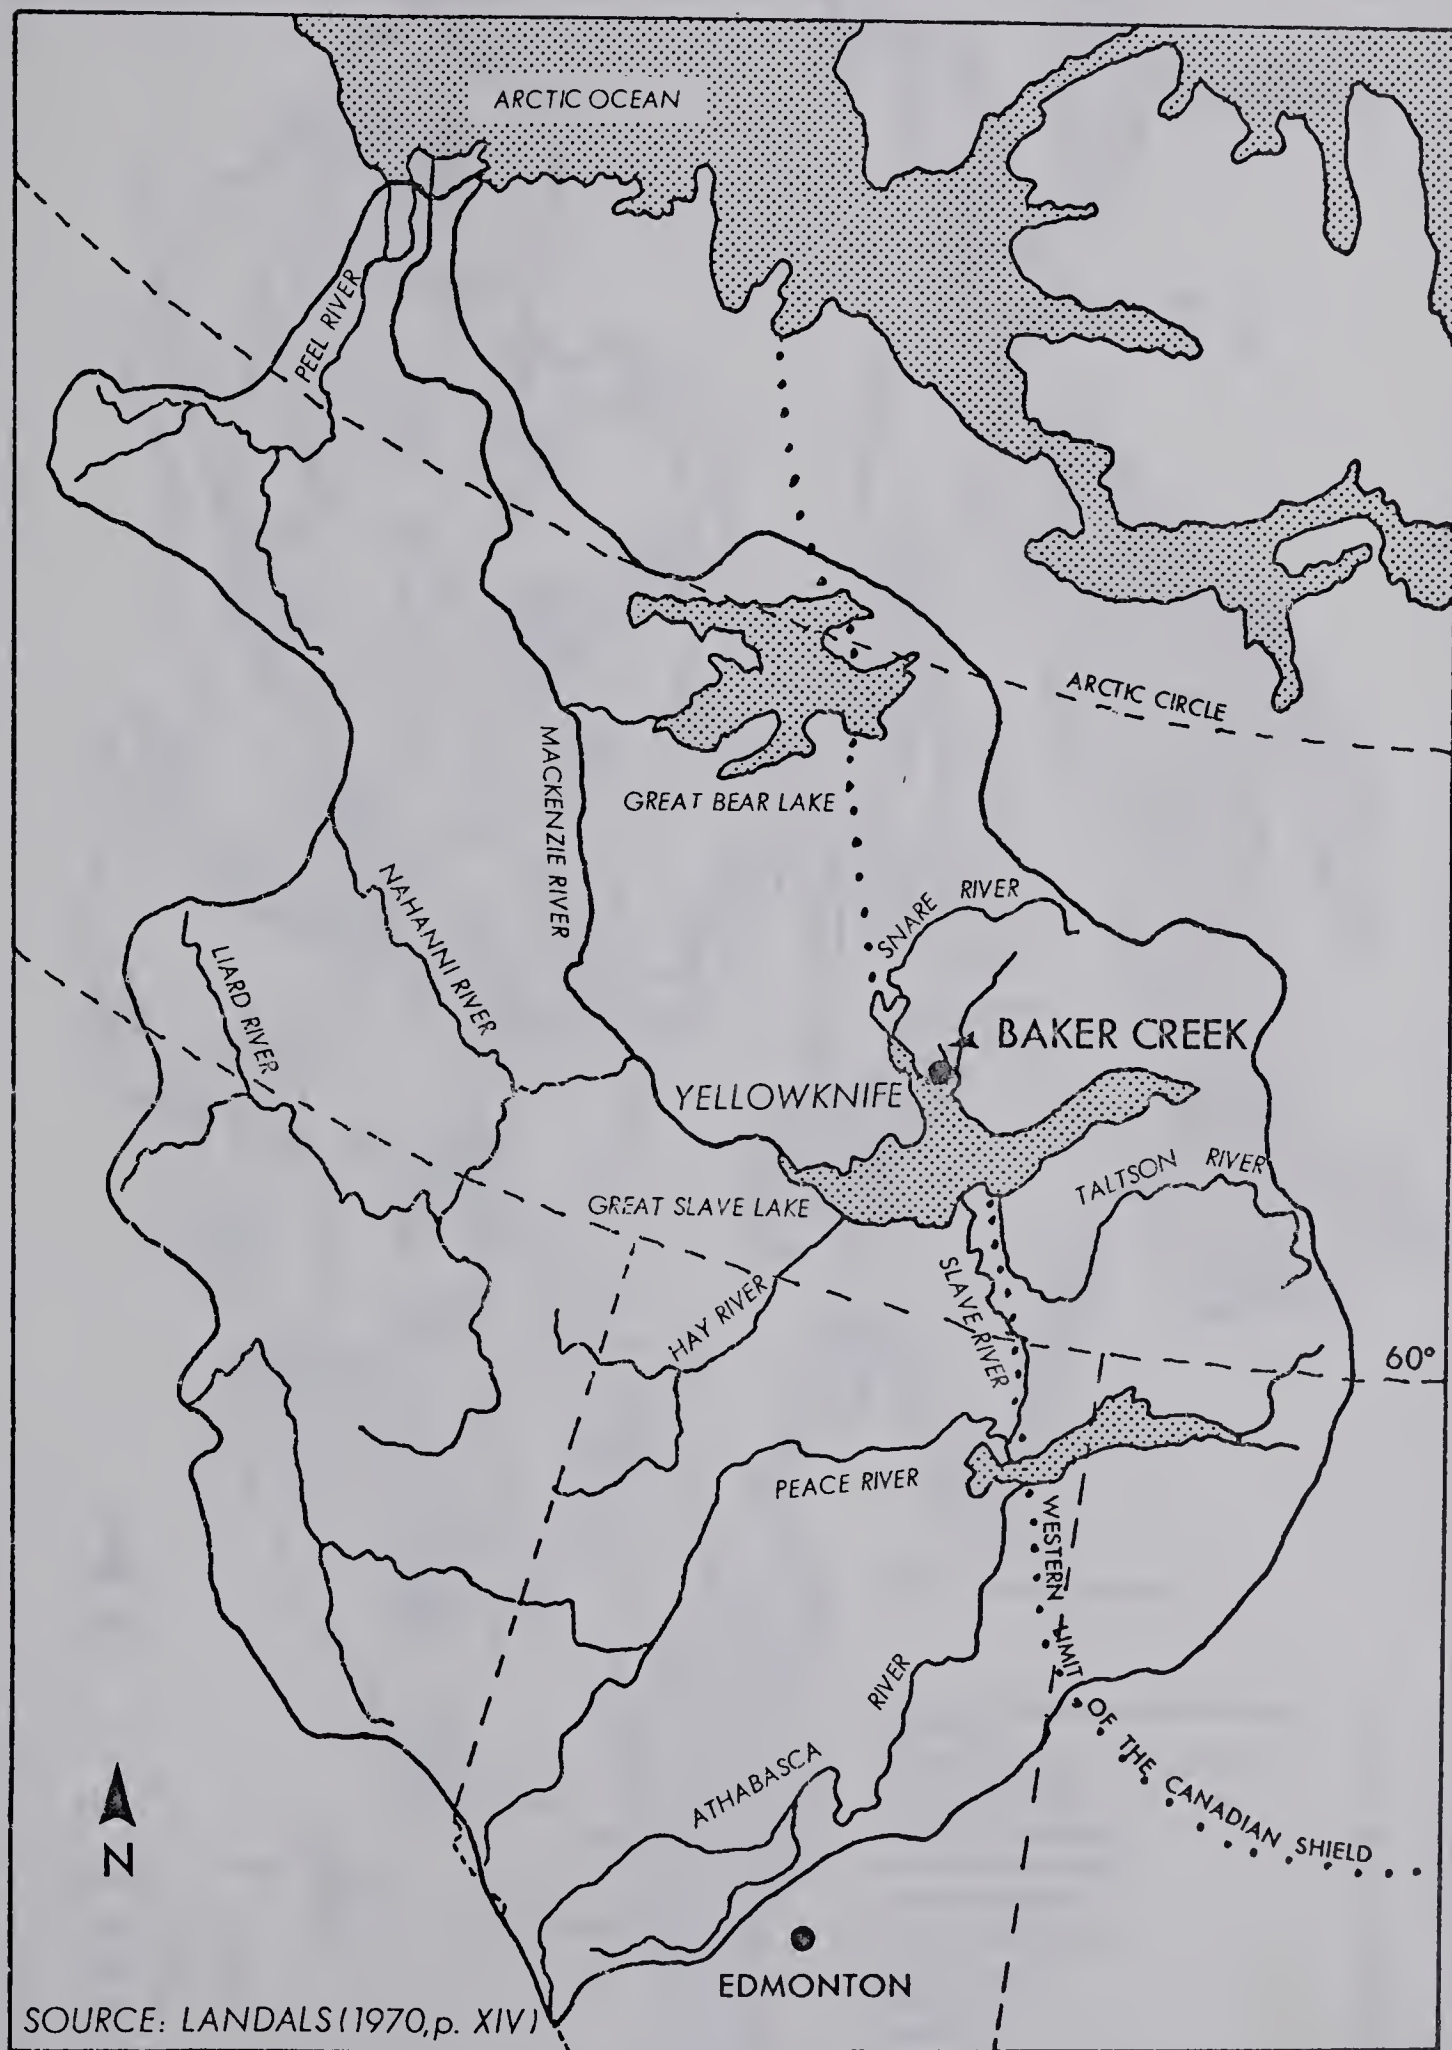 ARCTIC OCEAN
PEEL RIVER
ARCTIC CIRCLE
MACKENZIE RIVER
GREAT BEAR LAKE
SNARE RIVER
NAHANNI RIVER
LIARD RIVER
BAKER CREEK
YELLOWKNIFE
TALTSON RIVER
GREAT SLAVE LAKE
SLAVE RIVER
HAY RIVER
60°
PEACE RIVER
WESTERN LIMIT OF THE CANADIAN SHIELD
ATHABASCA RIVER
N
EDMONTON
SOURCE: LANDALS (1970, p. XIV)